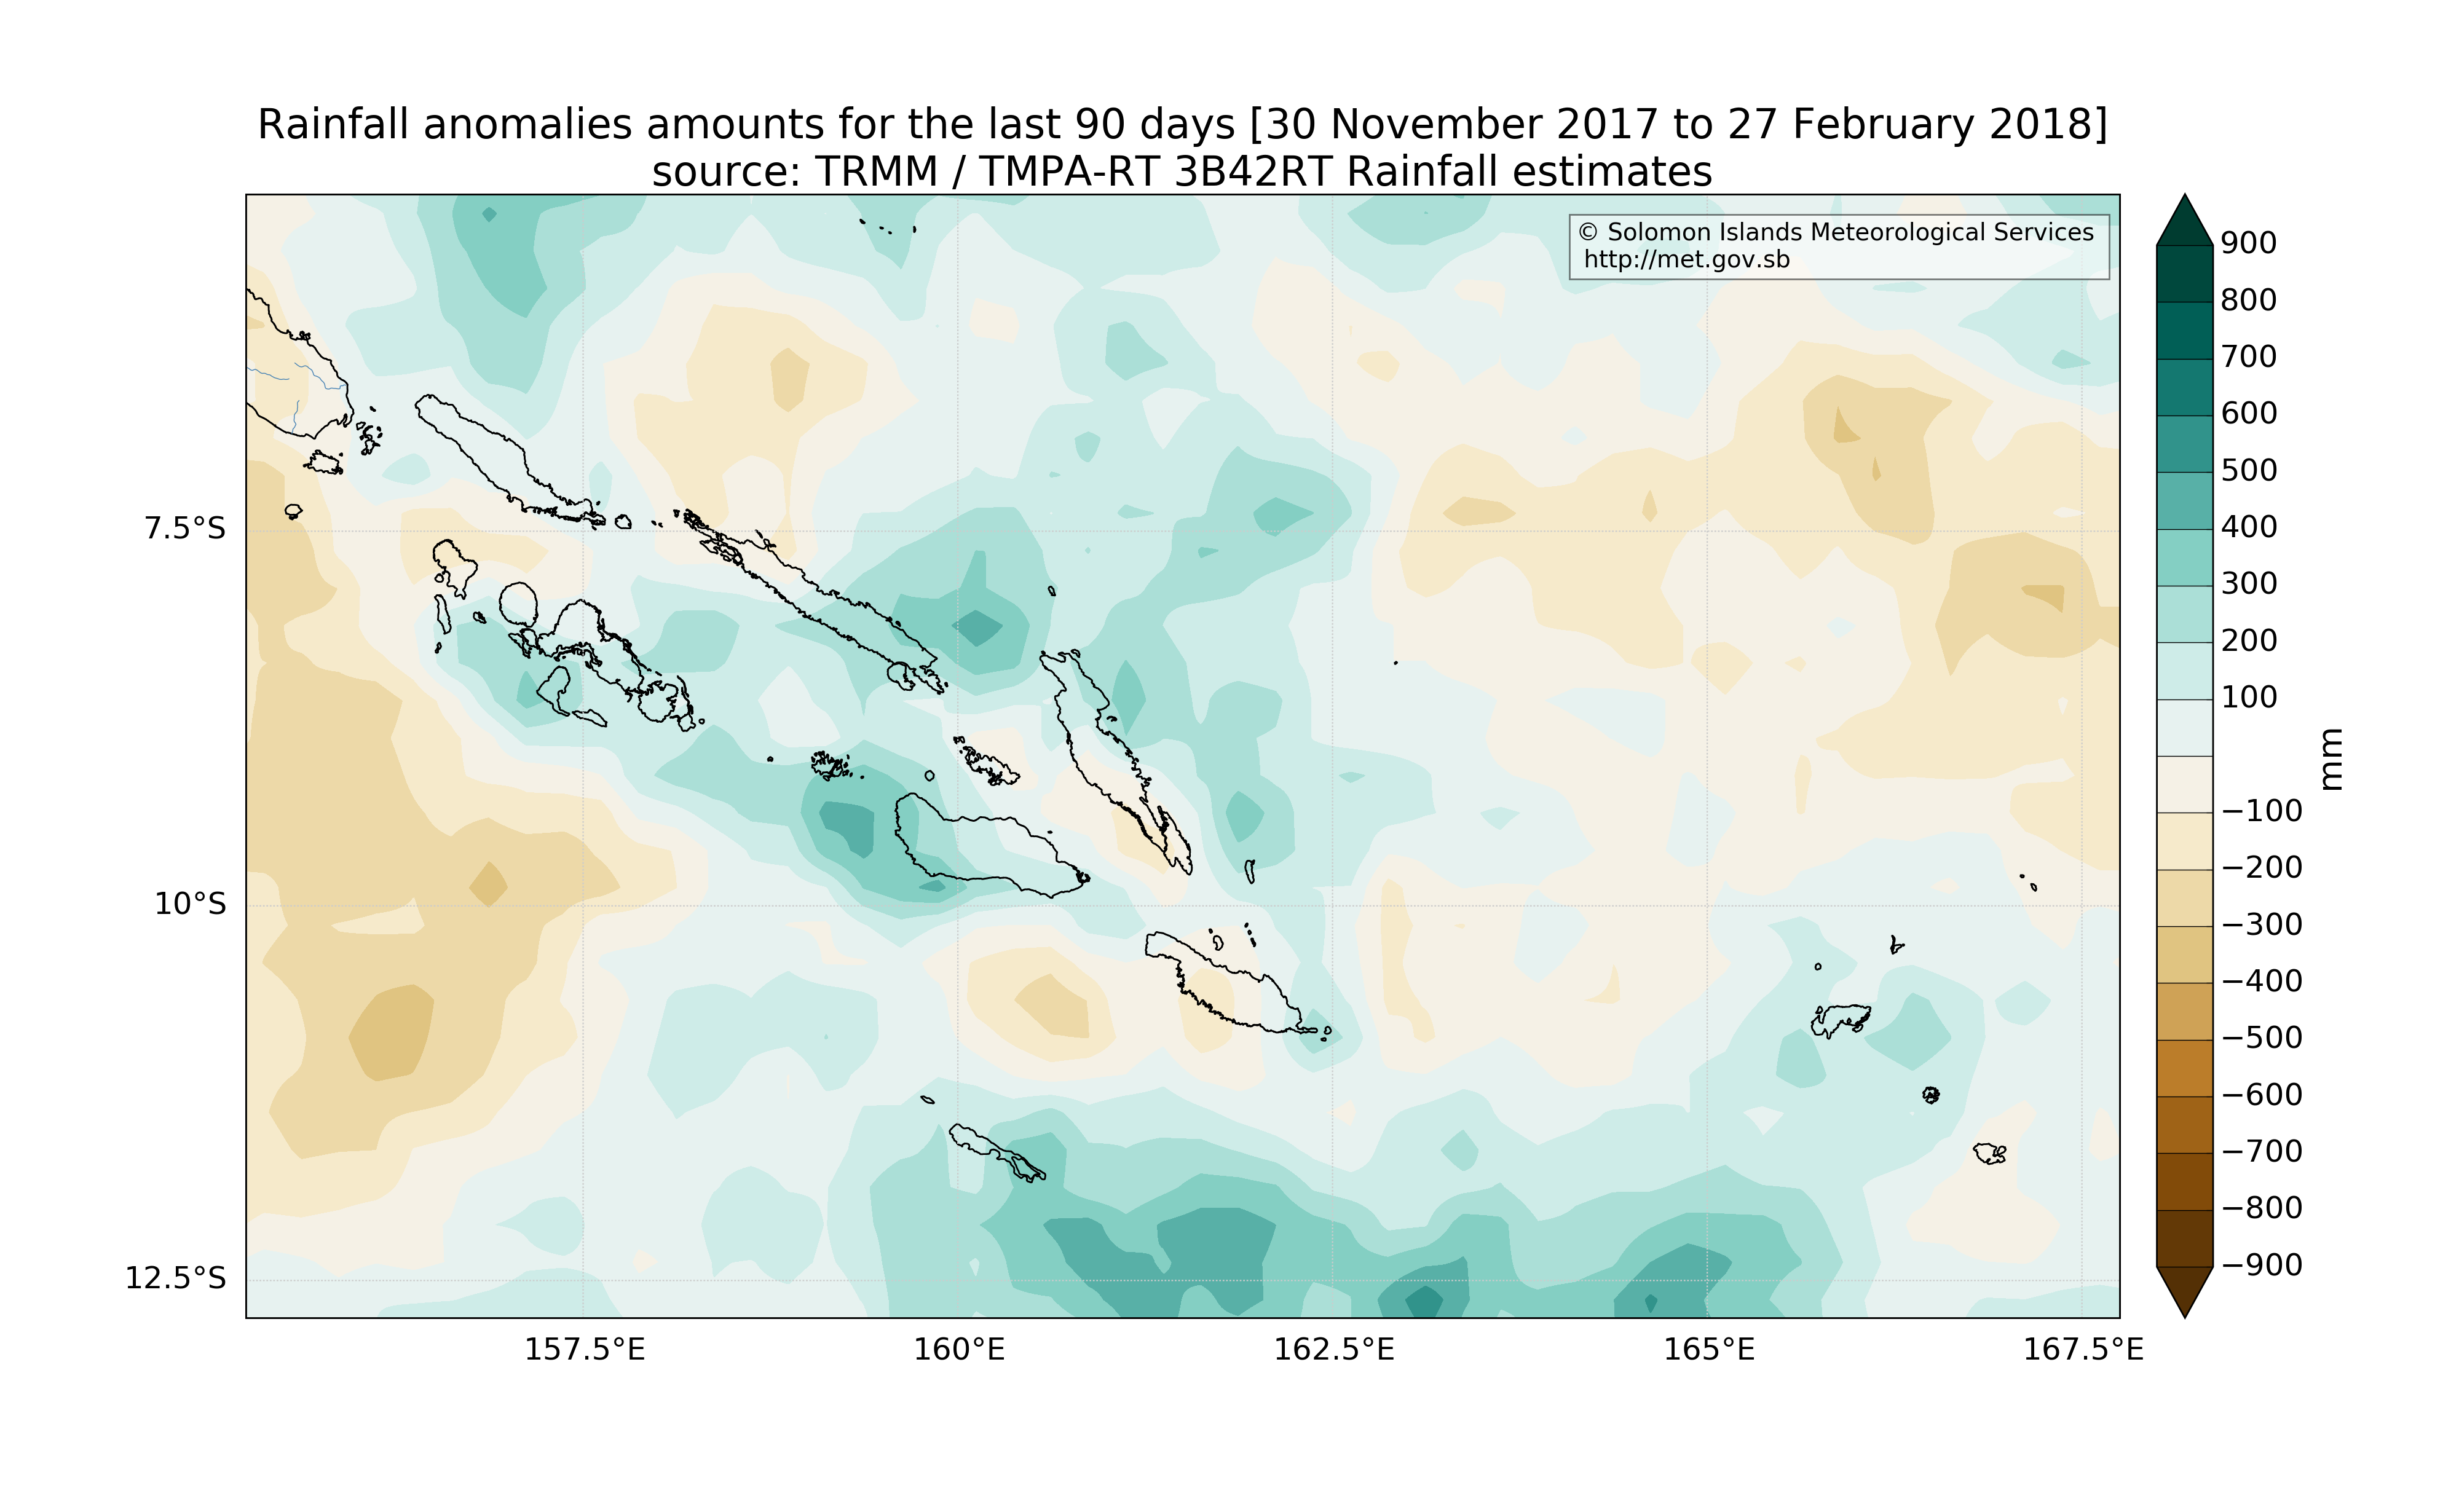 Rainfall anomalies amounts for the last 90 days [30 November 2017 to 27 February 2018]
source: TRMM / TMPA-RT 3B42RT Rainfall estimates
© Solomon Islands Meteorological Services
http://met.gov.sb
7.5°S
10°S
12.5°S
157.5°E
160°E
162.5°E
165°E
167.5°E
900
800
700
600
500
400
300
200
100
−100
−200
−300
−400
−500
−600
−700
−800
−900
mm